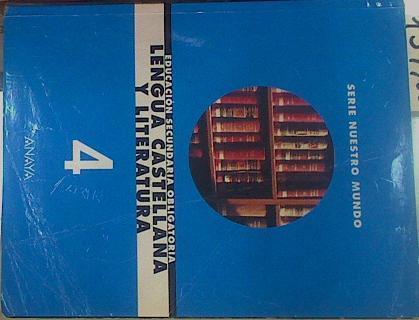 SERIE NUESTRO MUNDO
EDUCACIÓN SECUNDARIA OBLIGATORIA
LENGUA CASTELLANA
Y LITERATURA
4
ANAYA